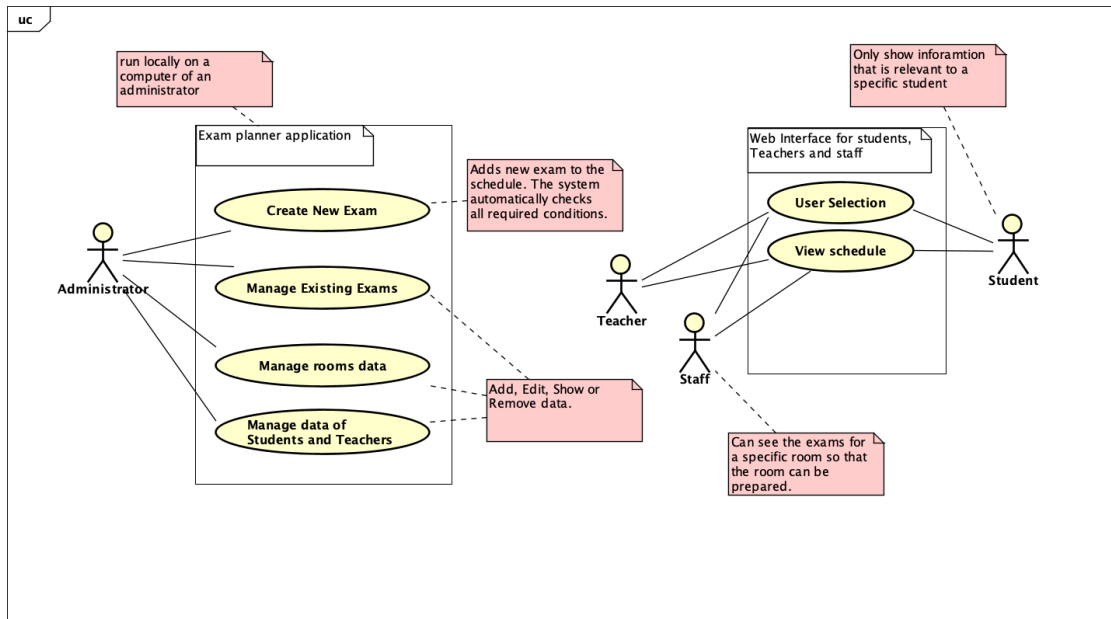 uc
run locally on a
computer of an
administrator
Only show inforamtion
that is relevant to a
specific student
Exam planner application
Web Interface for students,
Teachers and staff
Adds new exam to the
schedule. The system
automatically checks
all required conditions.
Create New Exam
User Selection
View schedule
Administrator
Manage Existing Exams
Teacher
Student
Manage rooms data
Staff
Add, Edit, Show or
Remove data.
Manage data of
Students and Teachers
Can see the exams for
a specific room so that
the room can be
prepared.